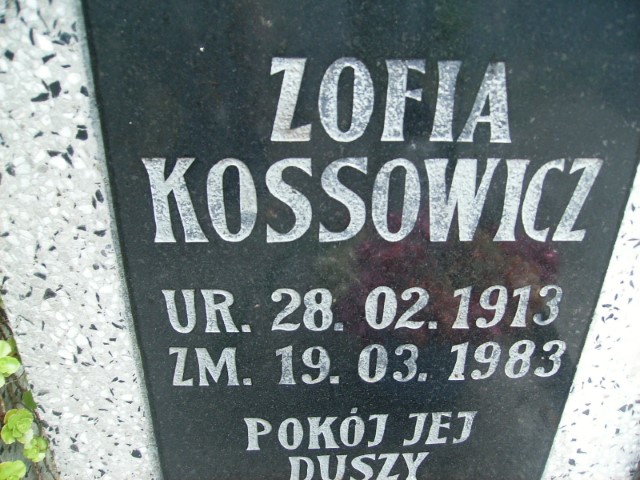 ZOFIA
KOSSOWICZ
UR. 28. 02. 1913
ZM. 19. 03. 1983
POKÓJ JEJ
DUSZY